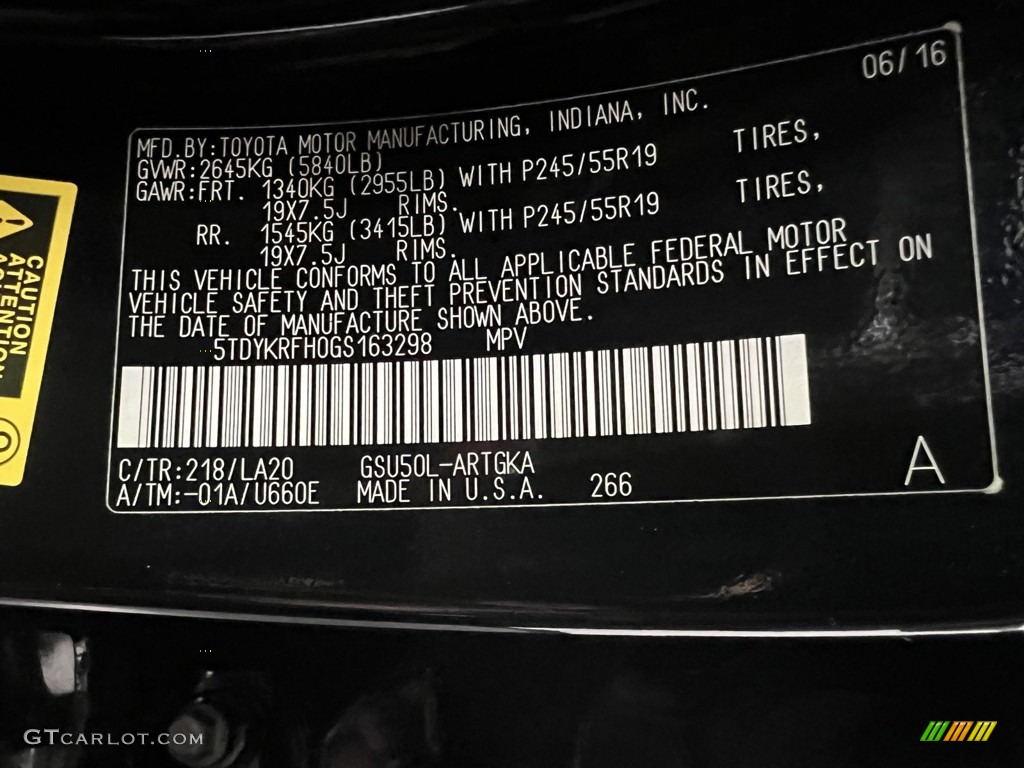 06/16
MFD.BY:TOYOTA MOTOR MANUFACTURING, INDIANA, INC.
GVWR:2645KG (5840LB)
GAWR:FRT. 1340KG (2955LB) WITH P245/55R19 TIRES,
19X7.5J RIMS.
RR. 1545KG (3415LB) WITH P245/55R19 TIRES,
19X7.5J RIMS.
THIS VEHICLE CONFORMS TO ALL APPLICABLE FEDERAL MOTOR
VEHICLE SAFETY AND THEFT PREVENTION STANDARDS IN EFFECT ON
THE DATE OF MANUFACTURE SHOWN ABOVE.
5TDYKRFH0GS163298 MPV
C/TR:218/LA20 GSU50L-ARTGKA
A/TM:-01A/U660E MADE IN U.S.A. 266
A
CAUTION
ATTENTION
GTCARLOT.COM